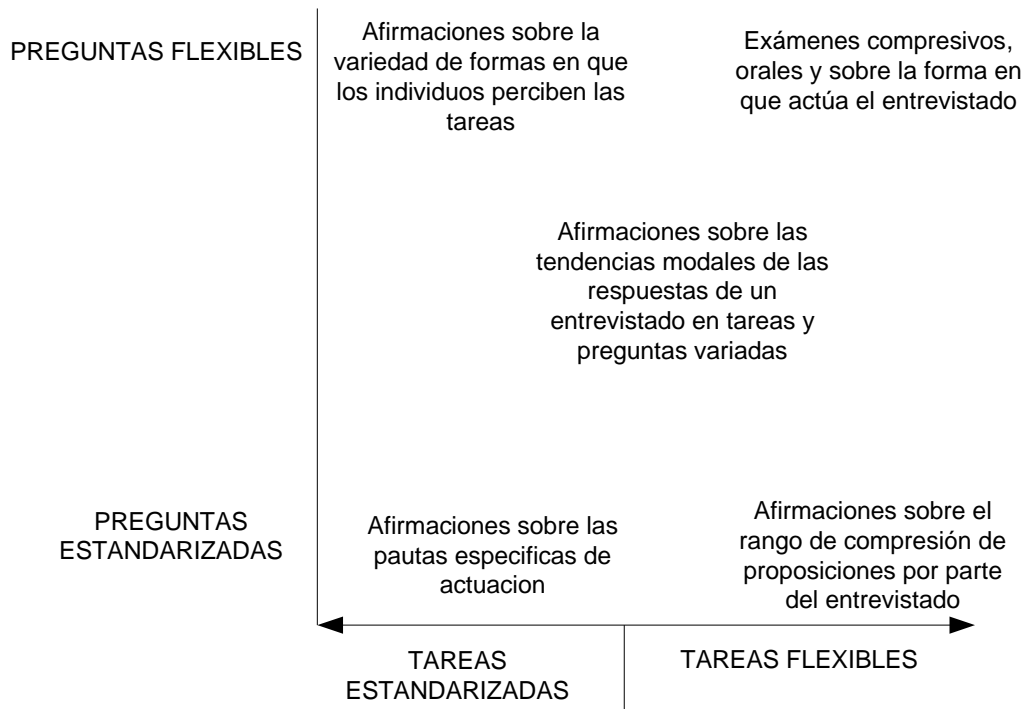 PREGUNTAS FLEXIBLES
Afirmaciones sobre la
variedad de formas en que
los individuos perciben las
tareas
Exámenes compresivos,
orales y sobre la forma en
que actúa el entrevistado
Afirmaciones sobre las
tendencias modales de las
respuestas de un
entrevistado en tareas y
preguntas variadas
PREGUNTAS
ESTANDARIZADAS
Afirmaciones sobre las
pautas especificas de
actuacion
Afirmaciones sobre el
rango de compresión de
proposiciones por parte
del entrevistado
TAREAS
ESTANDARIZADAS
TAREAS FLEXIBLES